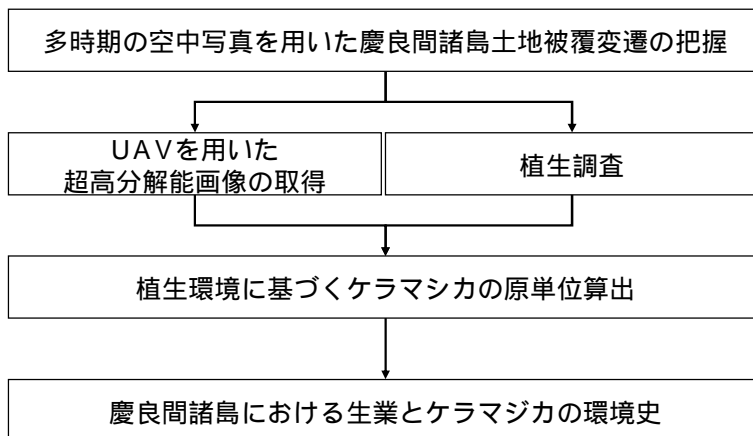 多時期の空中写真を用いた慶良間諸島土地被覆変遷の把握
UAVを用いた
超高分解能画像の取得
植生調査
植生環境に基づくケラマシカの原単位算出
慶良間諸島における生業とケラマジカの環境史